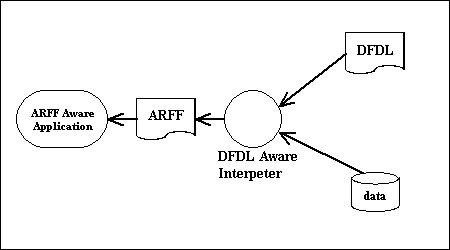 DFDL
ARFF Aware
Application
ARFF
DFDL Aware
Interpeter
data